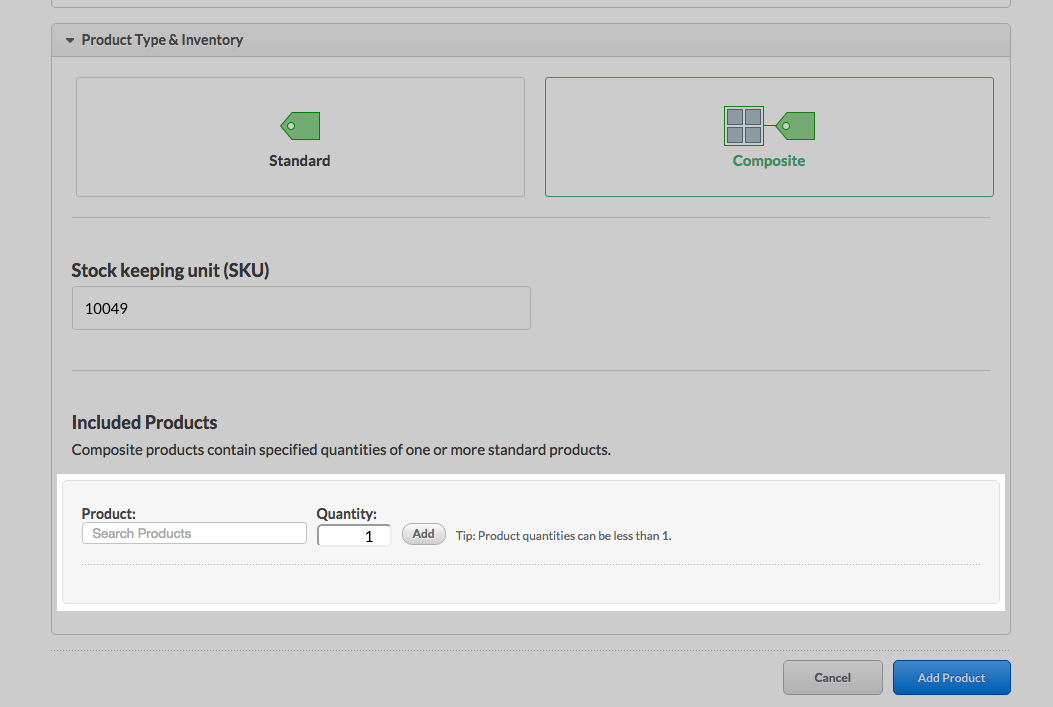 Product Type & Inventory
Standard
Composite
Stock keeping unit (SKU)
10049
Included Products
Composite products contain specified quantities of one or more standard products.
Product:
Quantity:
Search Products
1
Add
Tip: Product quantities can be less than 1.
Cancel
Add Product